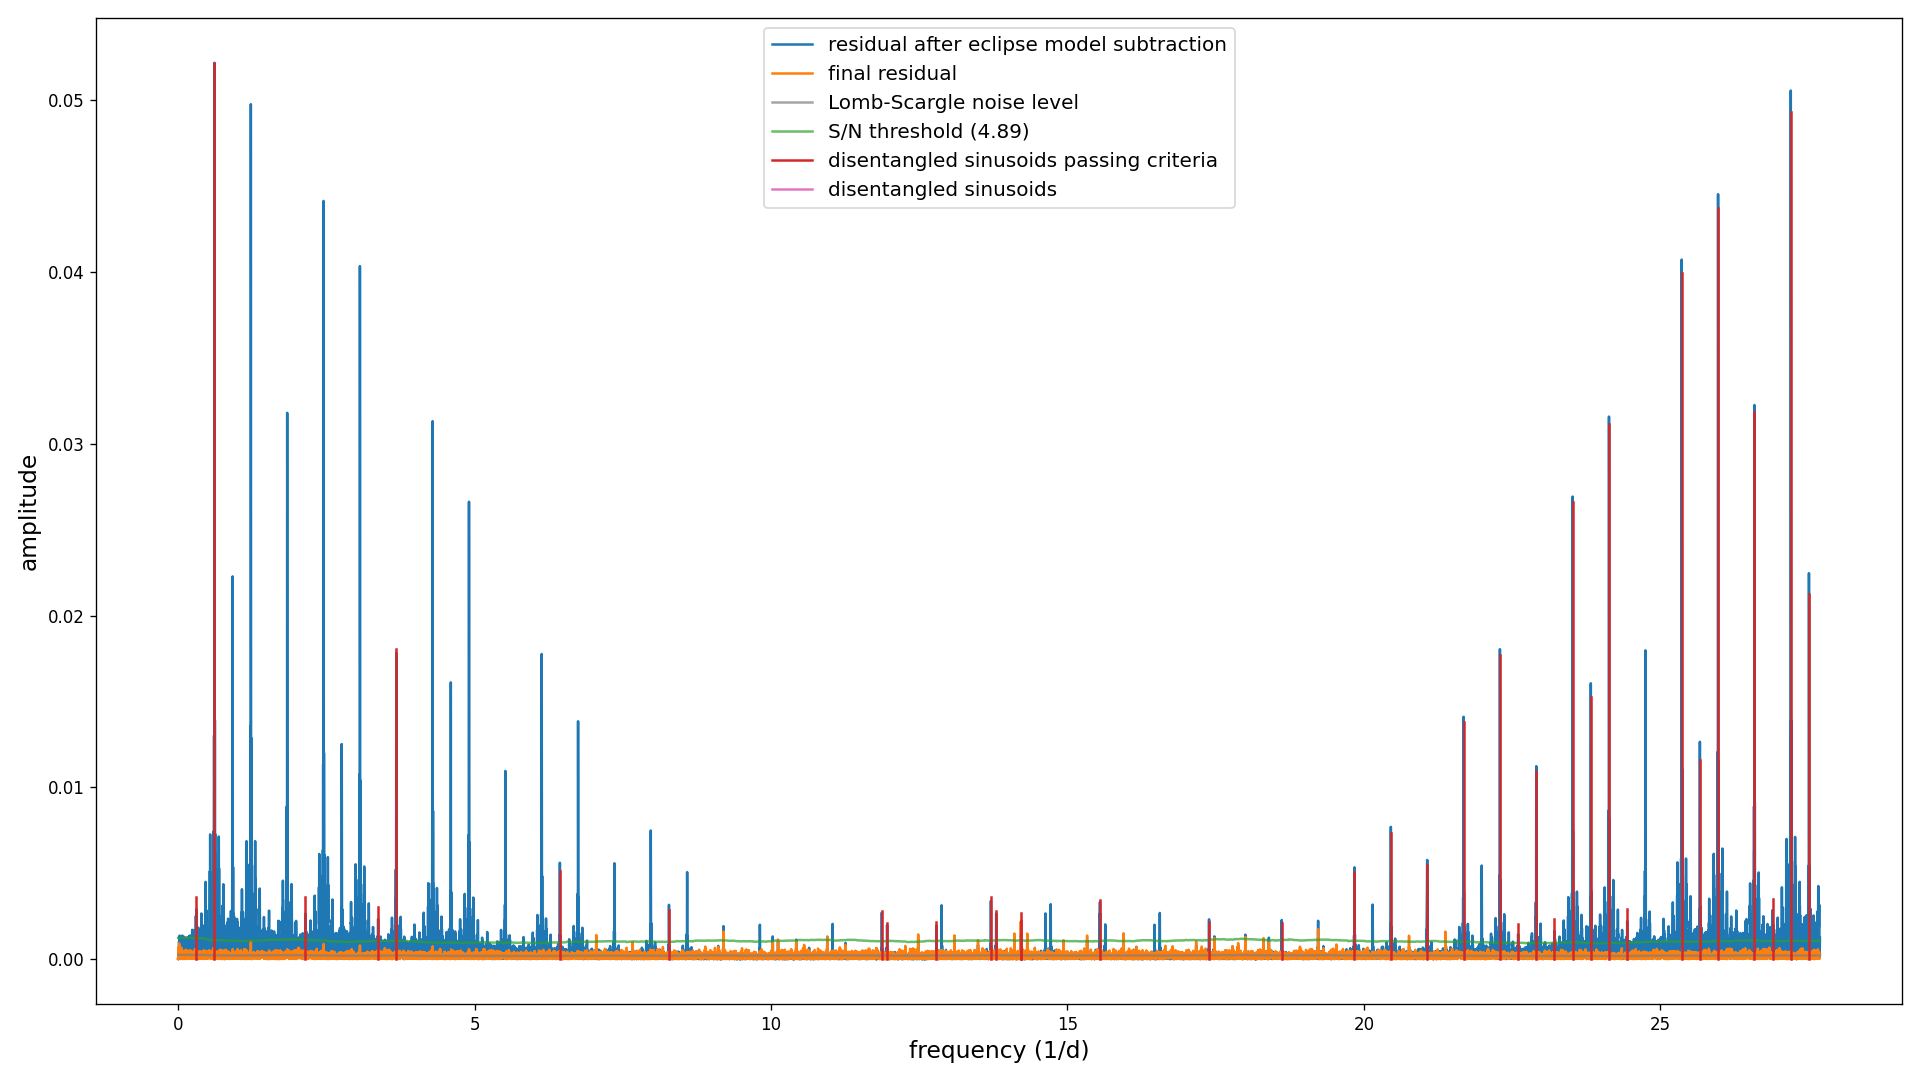 residual after eclipse model subtraction
final residual
Lomb-Scargle noise level
S/N threshold (4.89)
disentangled sinusoids passing criteria
disentangled sinusoids
0.05
0.04
0.03
0.02
0.01
0.00
amplitude
0 5 10 15 20 25
frequency (1/d)